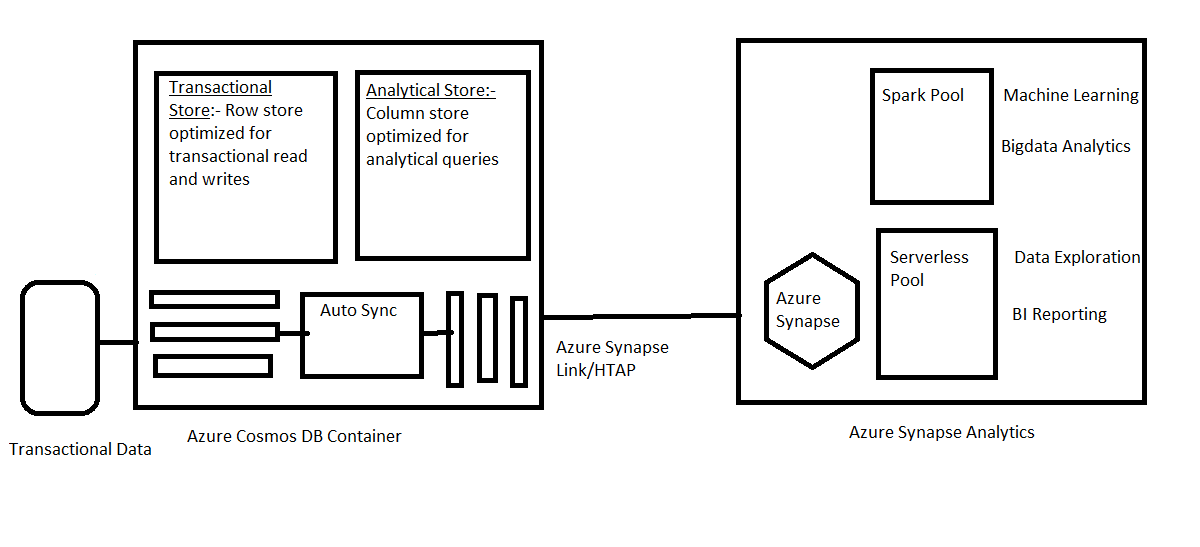 Transactional
Store:- Row store
optimized for
transactional read
and writes
Analytical Store:-
Column store
optimized for
analytical queries
Auto Sync
Transactional Data
Azure Cosmos DB Container
Azure Synapse
Link/HTAP
Spark Pool
Machine Learning
Bigdata Analytics
Azure
Synapse
Serverless
Pool
Data Exploration
BI Reporting
Azure Synapse Analytics